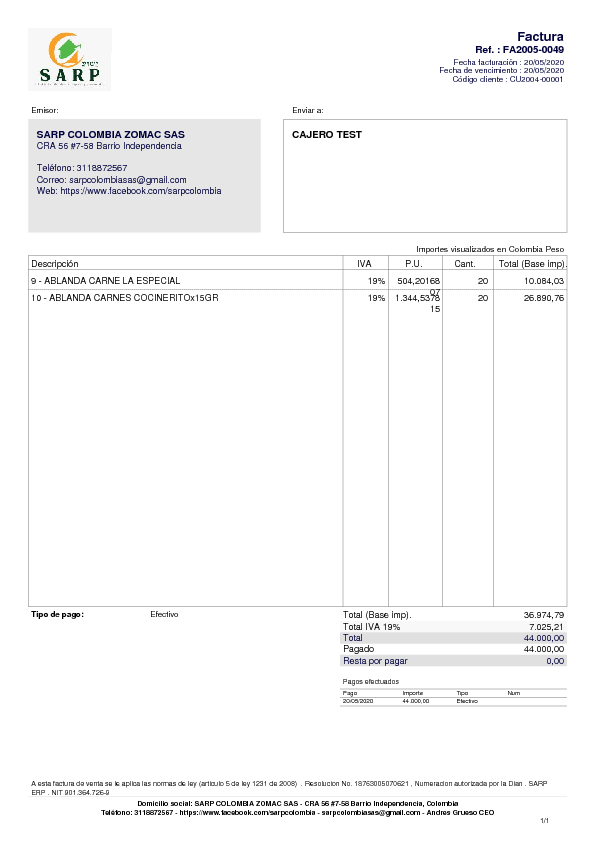 SARP
Factura
Ref. : FA2005-0049
Fecha facturación : 20/05/2020
Fecha de vencimiento : 20/05/2020
Código cliente : CU2004-00001
Emisor:
Enviar a:
SARP COLOMBIA ZOMAC SAS
CRA 56 #7-58 Barrio Independencia
Teléfono: 3118872567
Correo: sarpcolombiasas@gmail.com
Web: https://www.facebook.com/sarpcolombia
CAJERO TEST
Importes visualizados en Colombia Peso
Descripción IVA P.U. Cant. Total (Base imp).
9 - ABLANDA CARNE LA ESPECIAL 19% 504,20168 20 10.084,03
07
10 - ABLANDA CARNES COCINERITOx15GR 19% 1.344,5378 20 26.890,76
15
Tipo de pago: Efectivo
Total (Base imp). 36.974,79
Total IVA 19% 7.025,21
Total 44.000,00
Pagado 44.000,00
Resta por pagar 0,00
Pagos efectuados
Pago Importe Tipo Num
20/05/2020 44.000,00 Efectivo
A esta factura de venta se le aplica las normas de ley (articulo 5 de ley 1231 de 2008) . Resolucion No. 18763005070621 , Numeracion autorizada por la Dian . SARP
ERP . NIT 901.364.726-9
Domicilio social: SARP COLOMBIA ZOMAC SAS - CRA 56 #7-58 Barrio Independencia, Colombia
Teléfono: 3118872567 - https://www.facebook.com/sarpcolombia - sarpcolombiasas@gmail.com - Andres Grueso CEO
1/1